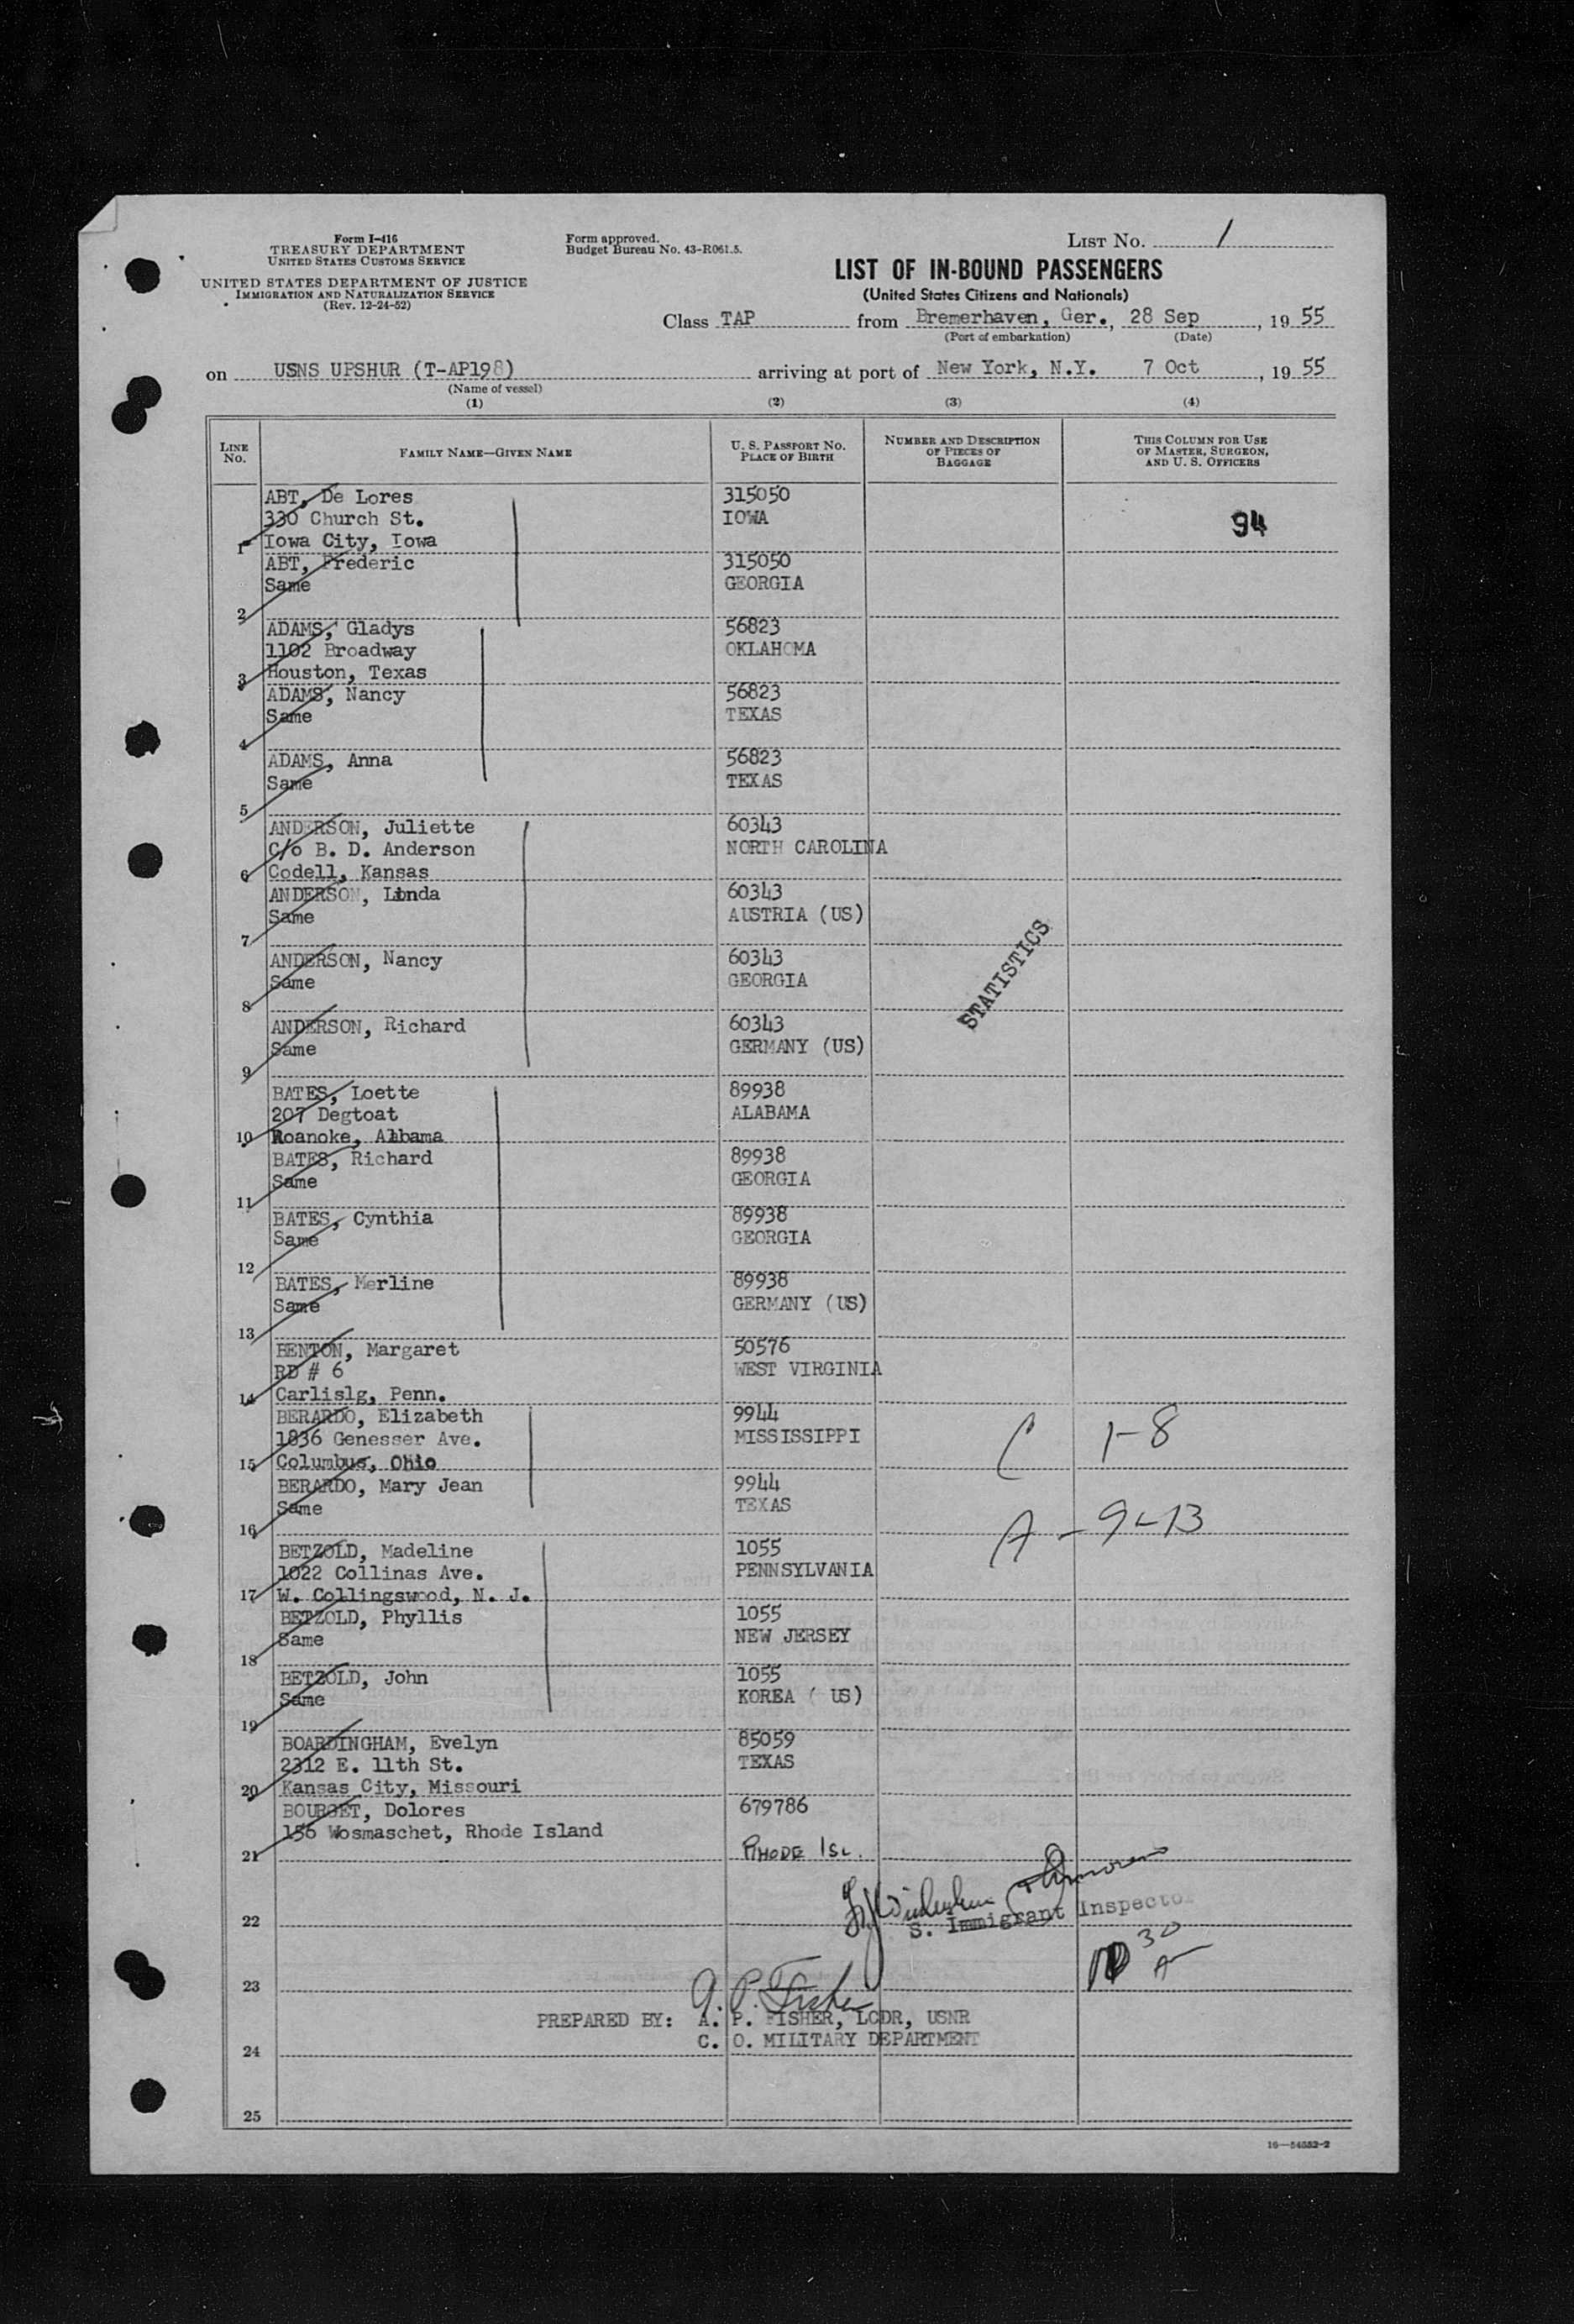 Form I-416
TREASURY DEPARTMENT
UNITED STATES CUSTOMS SERVICE
UNITED STATES DEPARTMENT OF JUSTICE
IMMIGRATION AND NATURALIZATION SERVICE
(Rev. 12-24-52)
Form approved.
Budget Bureau No. 43-R061.5.
LIST NO. 1
LIST OF IN-BOUND PASSENGERS
(United States Citizens and Nationals)
Class TAP from Bremerhaven, Ger., 28 Sep, 19 55
(Port of embarkation) (Date)
on USNS UPSHUR (T-AP198) arriving at port of New York, N.Y. 7 Oct, 19 55
(Name of vessel)
(1) (2) (3) (4)
LINE NO.
FAMILY NAME—GIVEN NAME
U. S. PASSPORT NO.
PLACE OF BIRTH
NUMBER AND DESCRIPTION
OF PIECES OF
BAGGAGE
THIS COLUMN FOR USE
OF MASTER, SURGEON,
AND U. S. OFFICERS
ABT, De Lores 315050
330 Church St. IOWA 94
1 Iowa City, Iowa
ABT, Frederic 315050
Same GEORGIA
2
ADAMS, Gladys 56823
1102 Broadway OKLAHOMA
3 Houston, Texas
ADAMS, Nancy 56823
Same TEXAS
4
ADAMS, Anna 56823
Same TEXAS
5
ANDERSON, Juliette 60343
C/o B. D. Anderson NORTH CAROLINA
6 Codell, Kansas
ANDERSON, Linda 60343
Same AUSTRIA (US)
7
ANDERSON, Nancy 60343
Same GEORGIA
8
STATISTICS
ANDERSON, Richard 60343
Same GERMANY (US)
9
BATES, Loette 89938
207 Degtoat ALABAMA
10 Roanoke, Albama
BATES, Richard 89938
Same GEORGIA
11
BATES, Cynthia 89938
Same GEORGIA
12
BATES, Merline 89938
Same GERMANY (US)
13
BENTON, Margaret 50576
RD # 6 WEST VIRGINIA
14 Carlislg, Penn.
BERARDO, Elizabeth 9944
1836 Genesser Ave. MISSISSIPPI C 1-8
15 Columbus, Ohio
BERARDO, Mary Jean 9944
Same TEXAS
16 A - 9-13
BETZOLD, Madeline 1055
1022 Collinas Ave. PENNSYLVANIA
17 W. Collingswood, N. J.
BETZOLD, Phyllis 1055
Same NEW JERSEY
18
BETZOLD, John 1055
Same KOREA ( US)
19
BOARDINGHAM, Evelyn 85059
2312 E. 11th St. TEXAS
20 Kansas City, Missouri
BOURGET, Dolores 679786
156 Wosmaschet, Rhode Island
21 RHODE ISL.
22 S. Immigrant Inspector
30
23 A. P. Fisher
PREPARED BY: A. P. FISHER, LCDR, USNR
C. O. MILITARY DEPARTMENT
24
25
16—54552-2